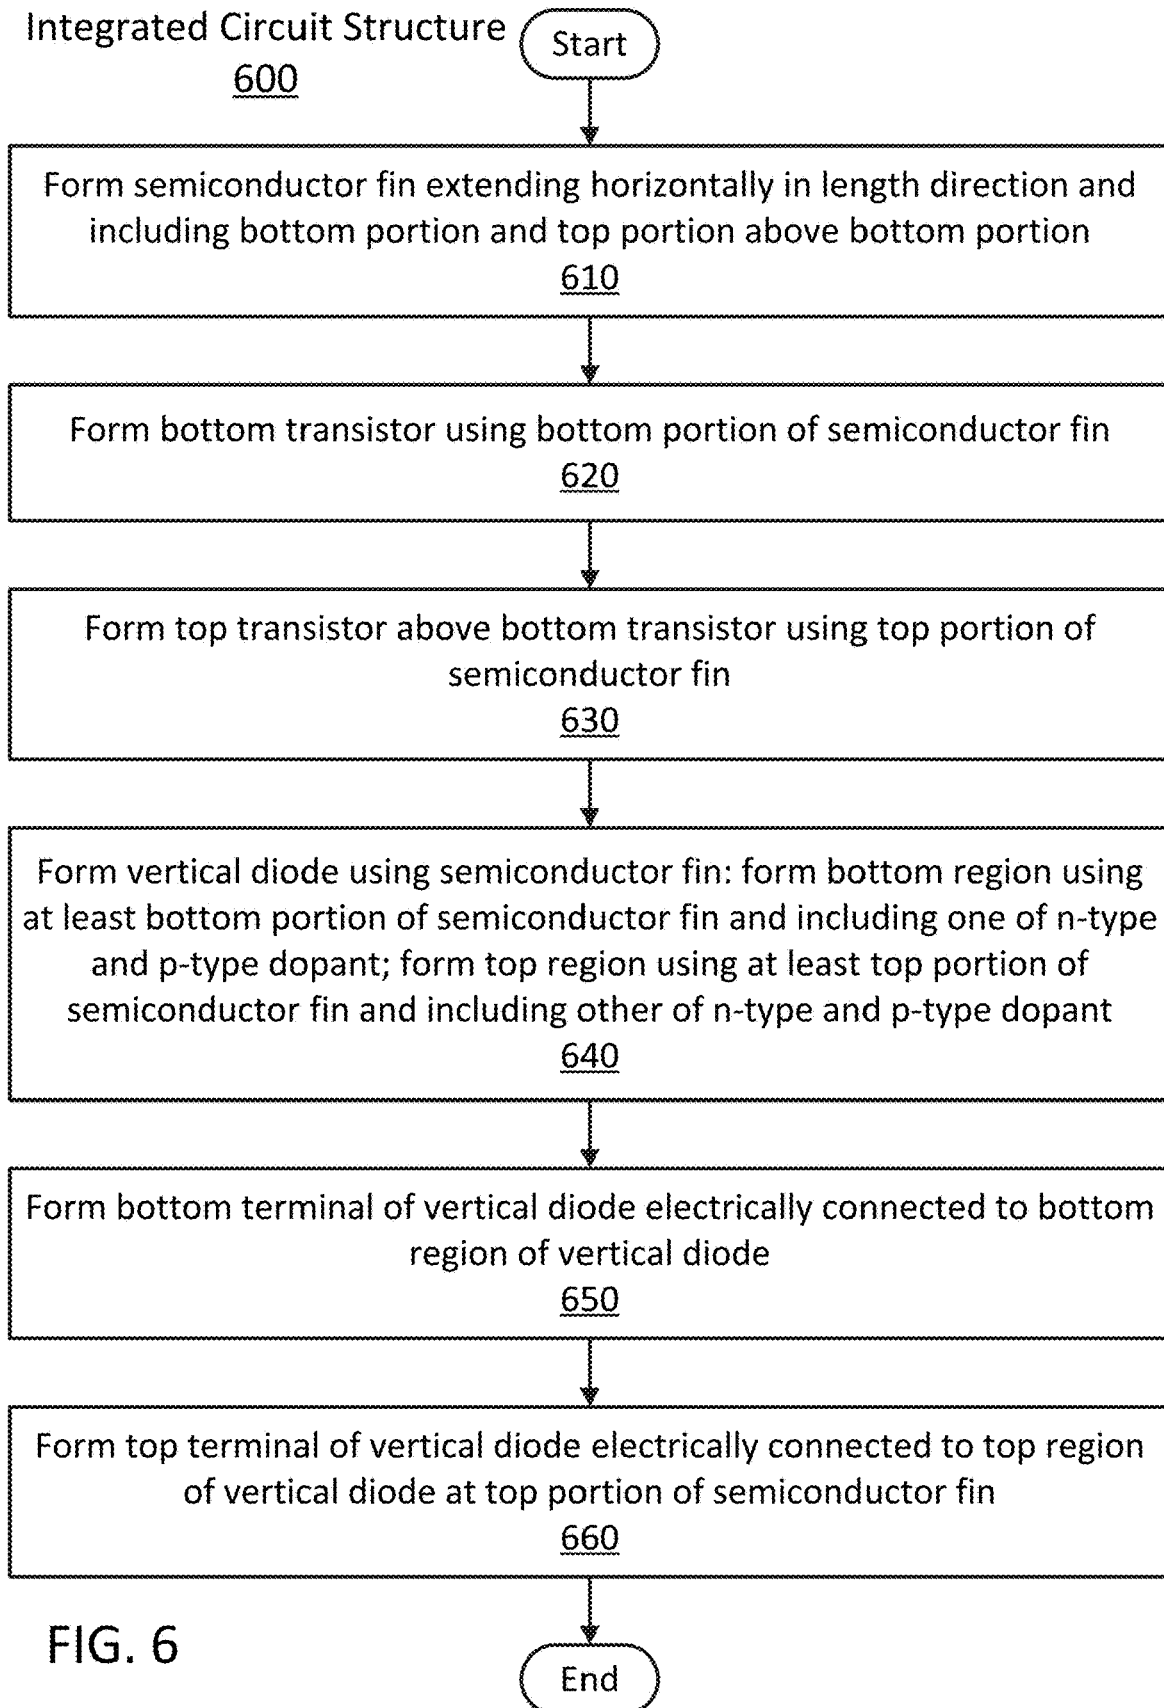 Integrated Circuit Structure
600
Start
Form semiconductor fin extending horizontally in length direction and
including bottom portion and top portion above bottom portion
610
Form bottom transistor using bottom portion of semiconductor fin
620
Form top transistor above bottom transistor using top portion of
semiconductor fin
630
Form vertical diode using semiconductor fin: form bottom region using
at least bottom portion of semiconductor fin and including one of n-type
and p-type dopant; form top region using at least top portion of
semiconductor fin and including other of n-type and p-type dopant
640
Form bottom terminal of vertical diode electrically connected to bottom
region of vertical diode
650
Form top terminal of vertical diode electrically connected to top region
of vertical diode at top portion of semiconductor fin
660
FIG. 6
End